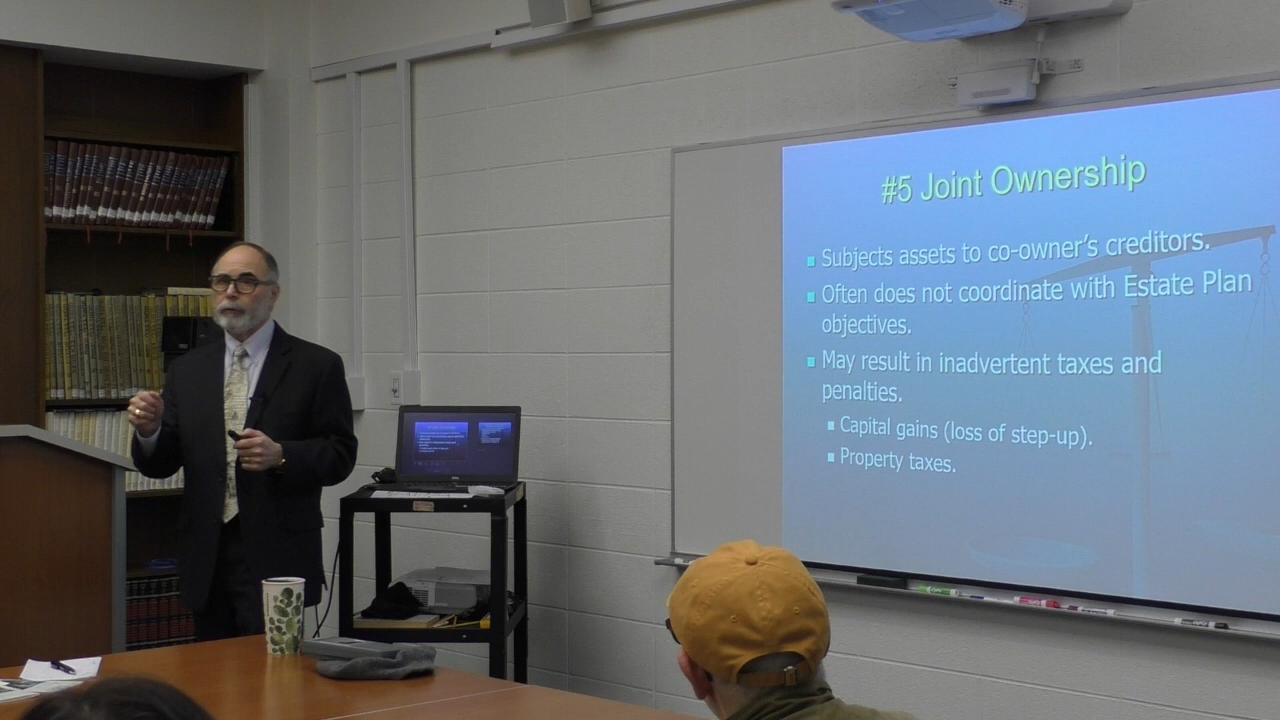 #5 Joint Ownership
Subjects assets to co-owner's creditors.
Often does not coordinate with Estate Plan
objectives.
May result in inadvertent taxes and
penalties.
Capital gains (loss of step-up).
Property taxes.